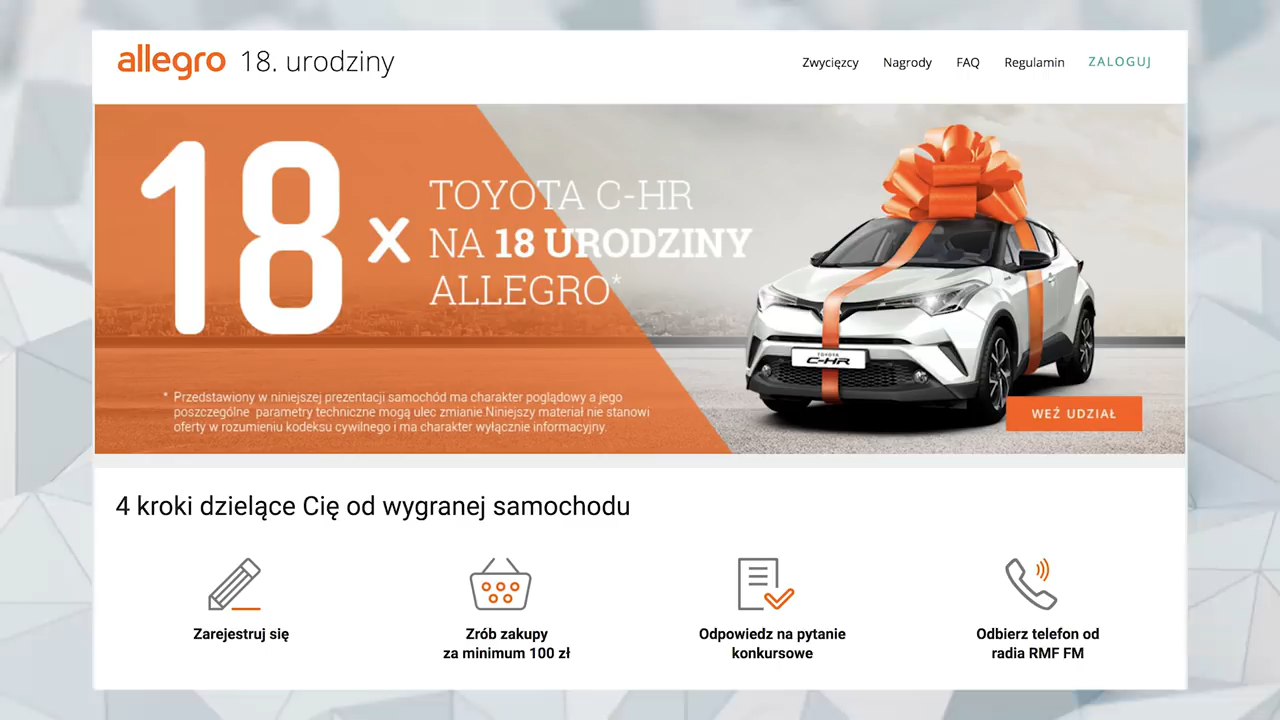 allegro 18. urodziny
Zwycięzcy Nagrody FAQ Regulamin ZALOGUJ
18 x
TOYOTA C-HR
NA 18 URODZINY
ALLEGRO*
TOYOTA
C-HR
* Przedstawiony w niniejszej prezentacji samochód ma charakter poglądowy a jego
poszczególne parametry techniczne mogą ulec zmianie.Niniejszy materiał nie stanowi
oferty w rozumieniu kodeksu cywilnego i ma charakter wyłącznie informacyjny.
WEŹ UDZIAŁ
4 kroki dzielące Cię od wygranej samochodu
Zarejestruj się
Zrób zakupy
za minimum 100 zł
Odpowiedz na pytanie
konkursowe
Odbierz telefon od
radia RMF FM